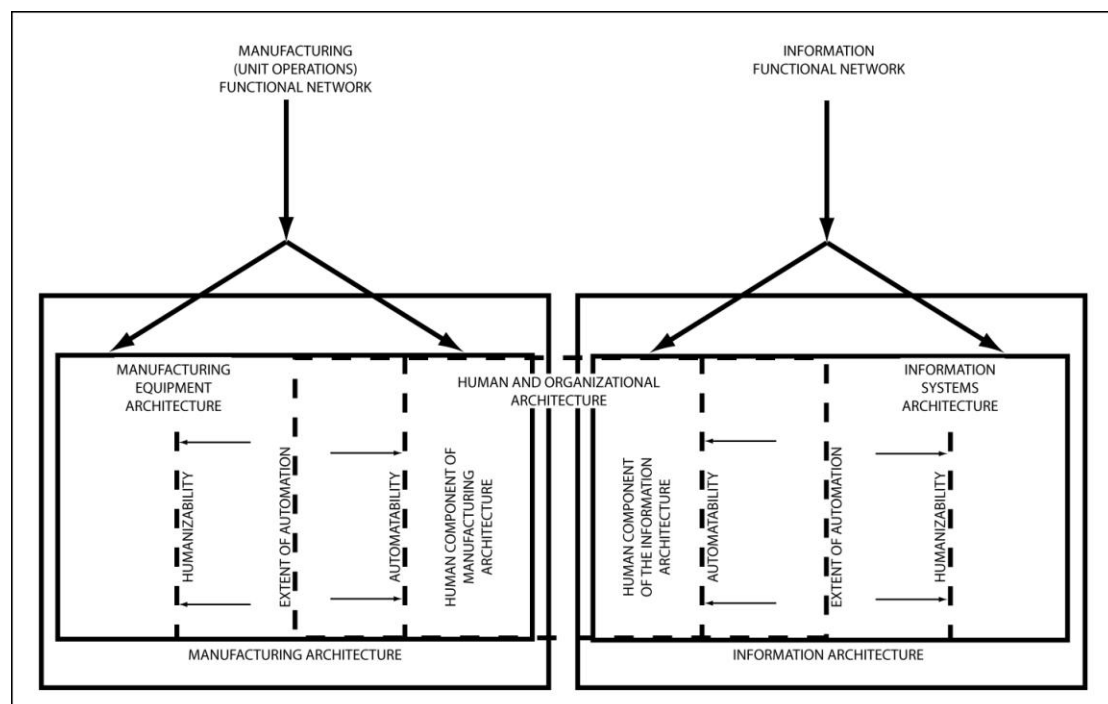 MANUFACTURING
(UNIT OPERATIONS)
FUNCTIONAL NETWORK
INFORMATION
FUNCTIONAL NETWORK
MANUFACTURING
EQUIPMENT
ARCHITECTURE
HUMAN AND ORGANIZATIONAL
ARCHITECTURE
INFORMATION
SYSTEMS
ARCHITECTURE
HUMANIZABILITY
EXTENT OF AUTOMATION
AUTOMATABILITY
HUMAN COMPONENT OF
MANUFACTURING
ARCHITECTURE
HUMAN COMPONENT
OF THE INFORMATION
ARCHITECTURE
AUTOMATABILITY
EXTENT OF AUTOMATION
HUMANIZABILITY
MANUFACTURING ARCHITECTURE
INFORMATION ARCHITECTURE